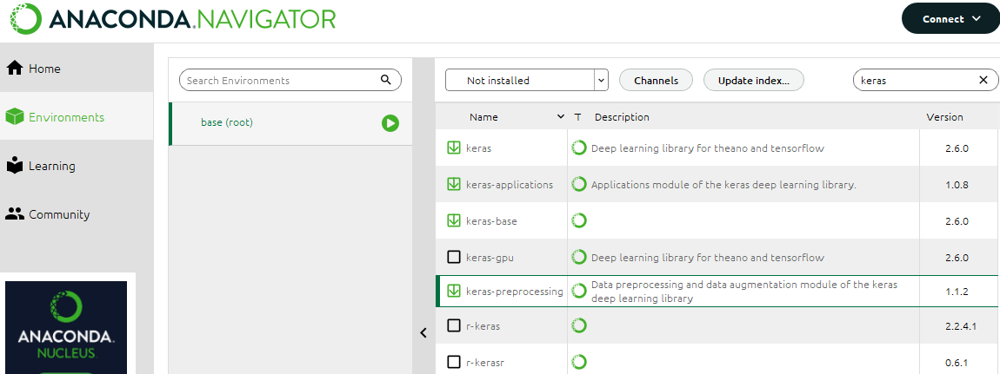 ANACONDA.NAVIGATOR
Connect
Home
Environments
Learning
Community
ANACONDA.
NUCLEUS
Search Environments
base (root)
Not installed
Channels
Update index...
keras
Name T Description Version
keras Deep learning library for theano and tensorflow 2.6.0
keras-applications Applications module of the keras deep learning library. 1.0.8
keras-base 2.6.0
keras-gpu Deep learning library for theano and tensorflow 2.6.0
keras-preprocessing Data preprocessing and data augmentation module of the keras 1.1.2
deep learning library
r-keras 2.2.4.1
r-kerasr 0.6.1